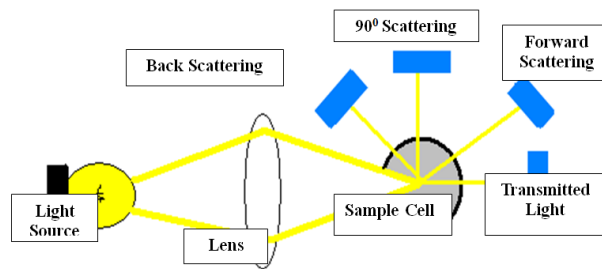 90⁰ Scattering
Forward
Scattering
Back Scattering
Light
Source
Lens
Sample Cell
Transmitted
Light